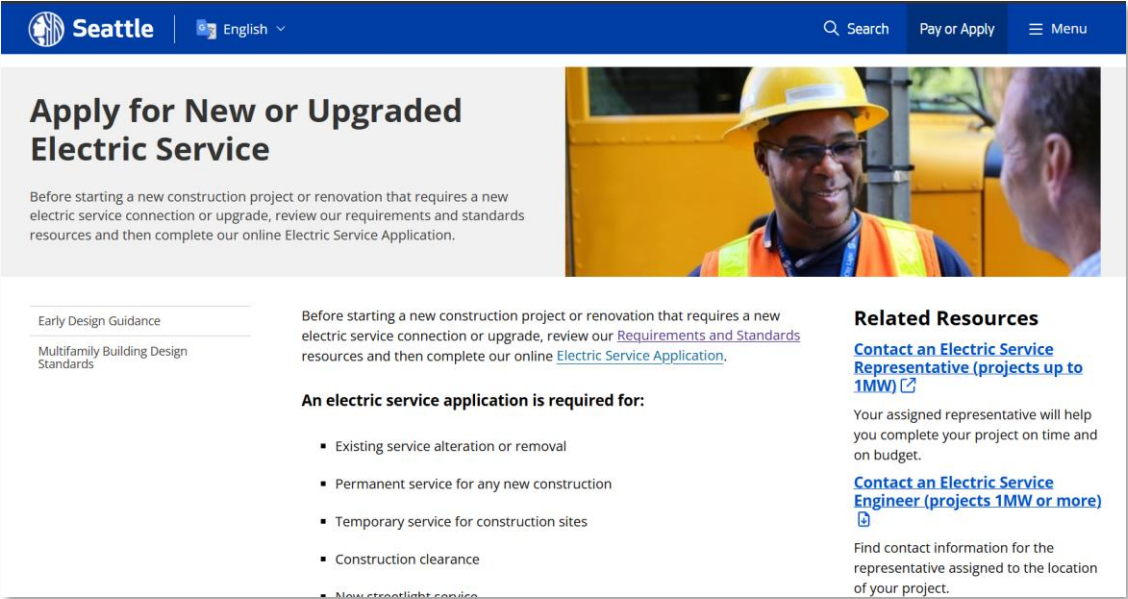 Seattle
English
Search
Pay or Apply
Menu
Apply for New or Upgraded
Electric Service
Before starting a new construction project or renovation that requires a new
electric service connection or upgrade, review our requirements and standards
resources and then complete our online Electric Service Application.
Early Design Guidance
Multifamily Building Design
Standards
Before starting a new construction project or renovation that requires a new
electric service connection or upgrade, review our Requirements and Standards
resources and then complete our online Electric Service Application.
An electric service application is required for:
Existing service alteration or removal
Permanent service for any new construction
Temporary service for construction sites
Construction clearance
New streetlight service
Related Resources
Contact an Electric Service
Representative (projects up to
1MW)
Your assigned representative will help
you complete your project on time and
on budget.
Contact an Electric Service
Engineer (projects 1MW or more)
Find contact information for the
representative assigned to the location
of your project.